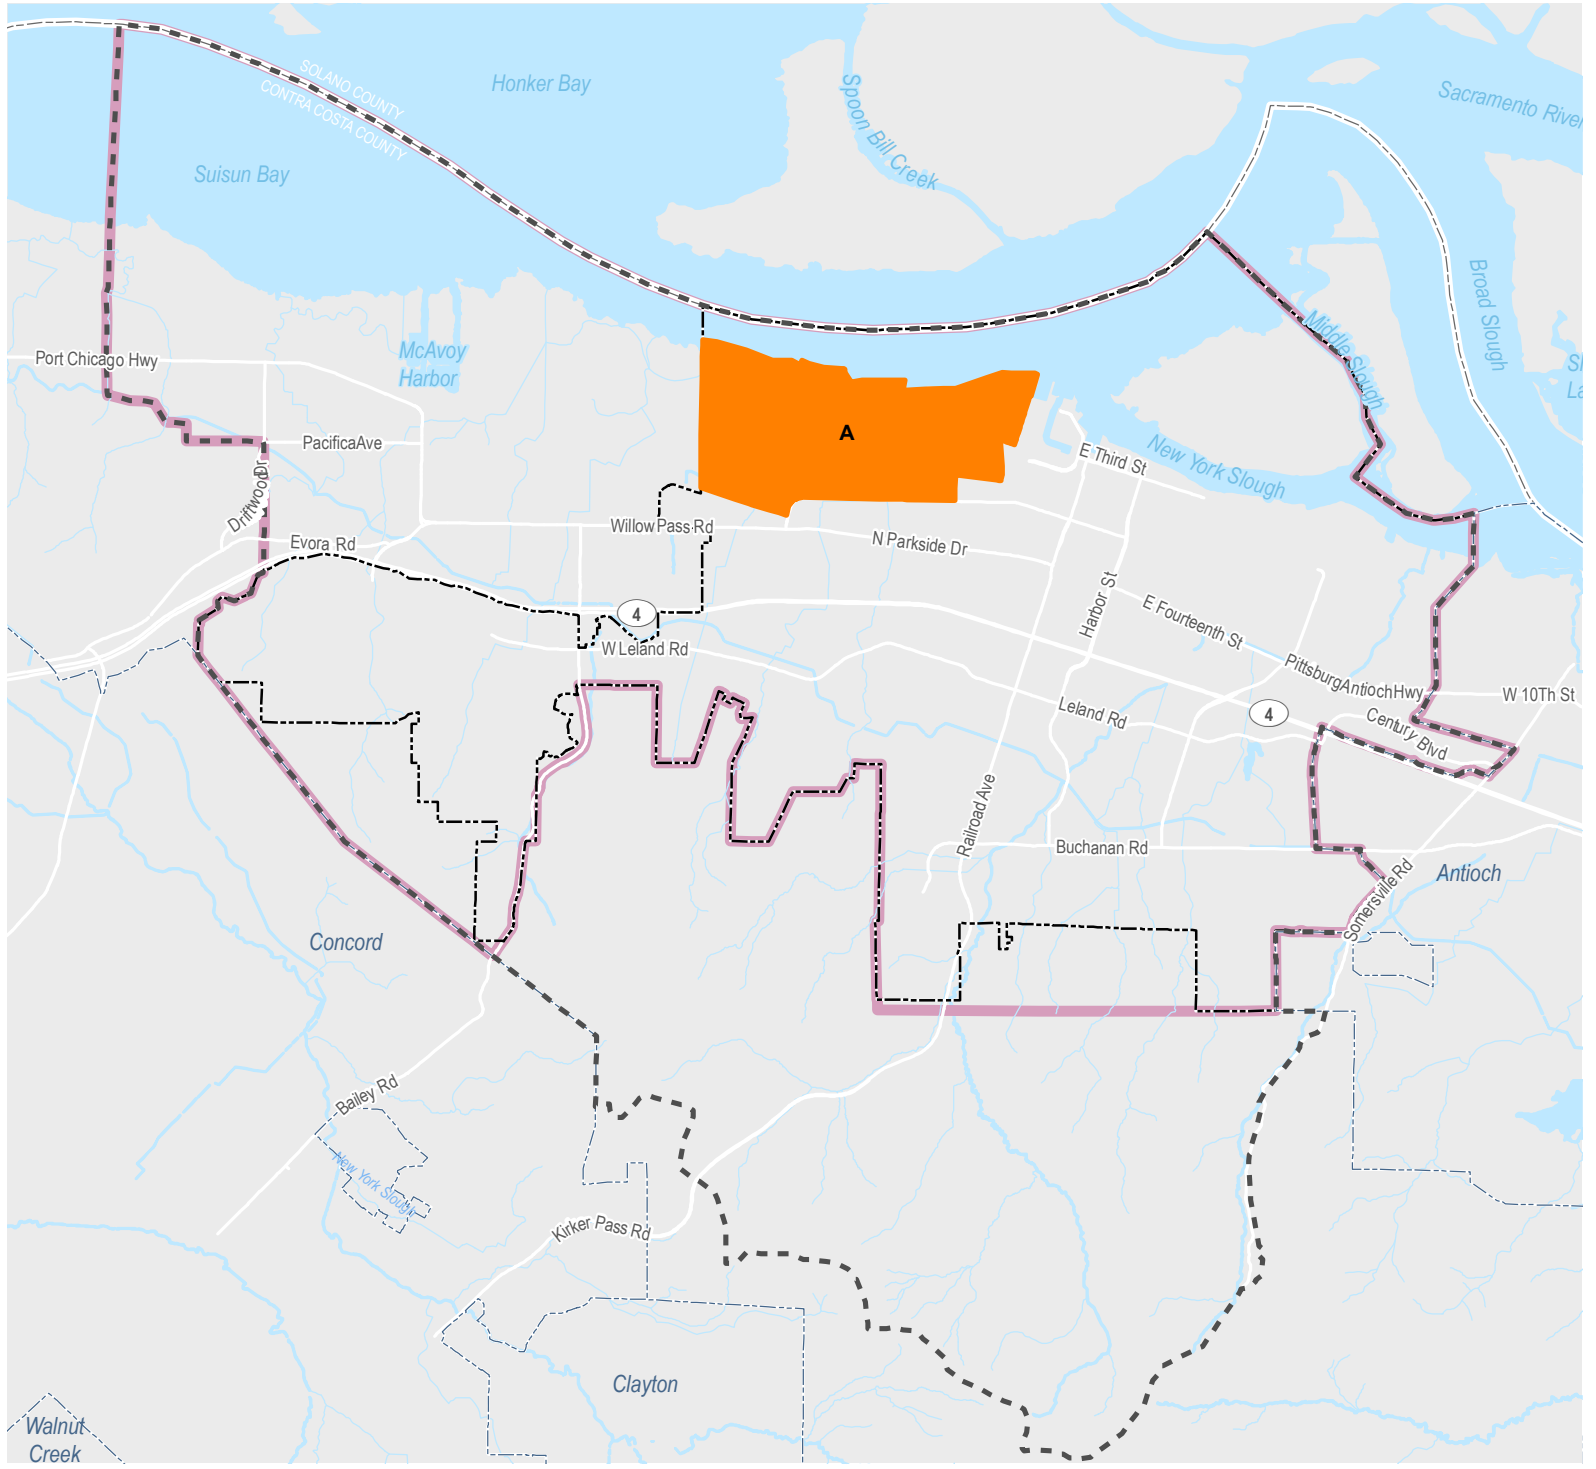 SOLANO COUNTY
CONTRA COSTA COUNTY
Honker Bay
Spoon Bill Creek
Sacramento River
Suisun Bay
Broad Slough
Middle Slough
McAvoy
Harbor
Port Chicago Hwy
A
PacificaAve
E Third St
New York Slough
Driftwood Dr
Willow Pass Rd
Evora Rd
N Parkside Dr
Harbor St
4
E Fourteenth St
W Leland Rd
PittsburgAntiochHwy
W 10Th St
Leland Rd
4
Century Blvd
Railroad Ave
Buchanan Rd
Somersville Rd
Antioch
Concord
Bailey Rd
New York Slough
Kirker Pass Rd
Clayton
Walnut
Creek